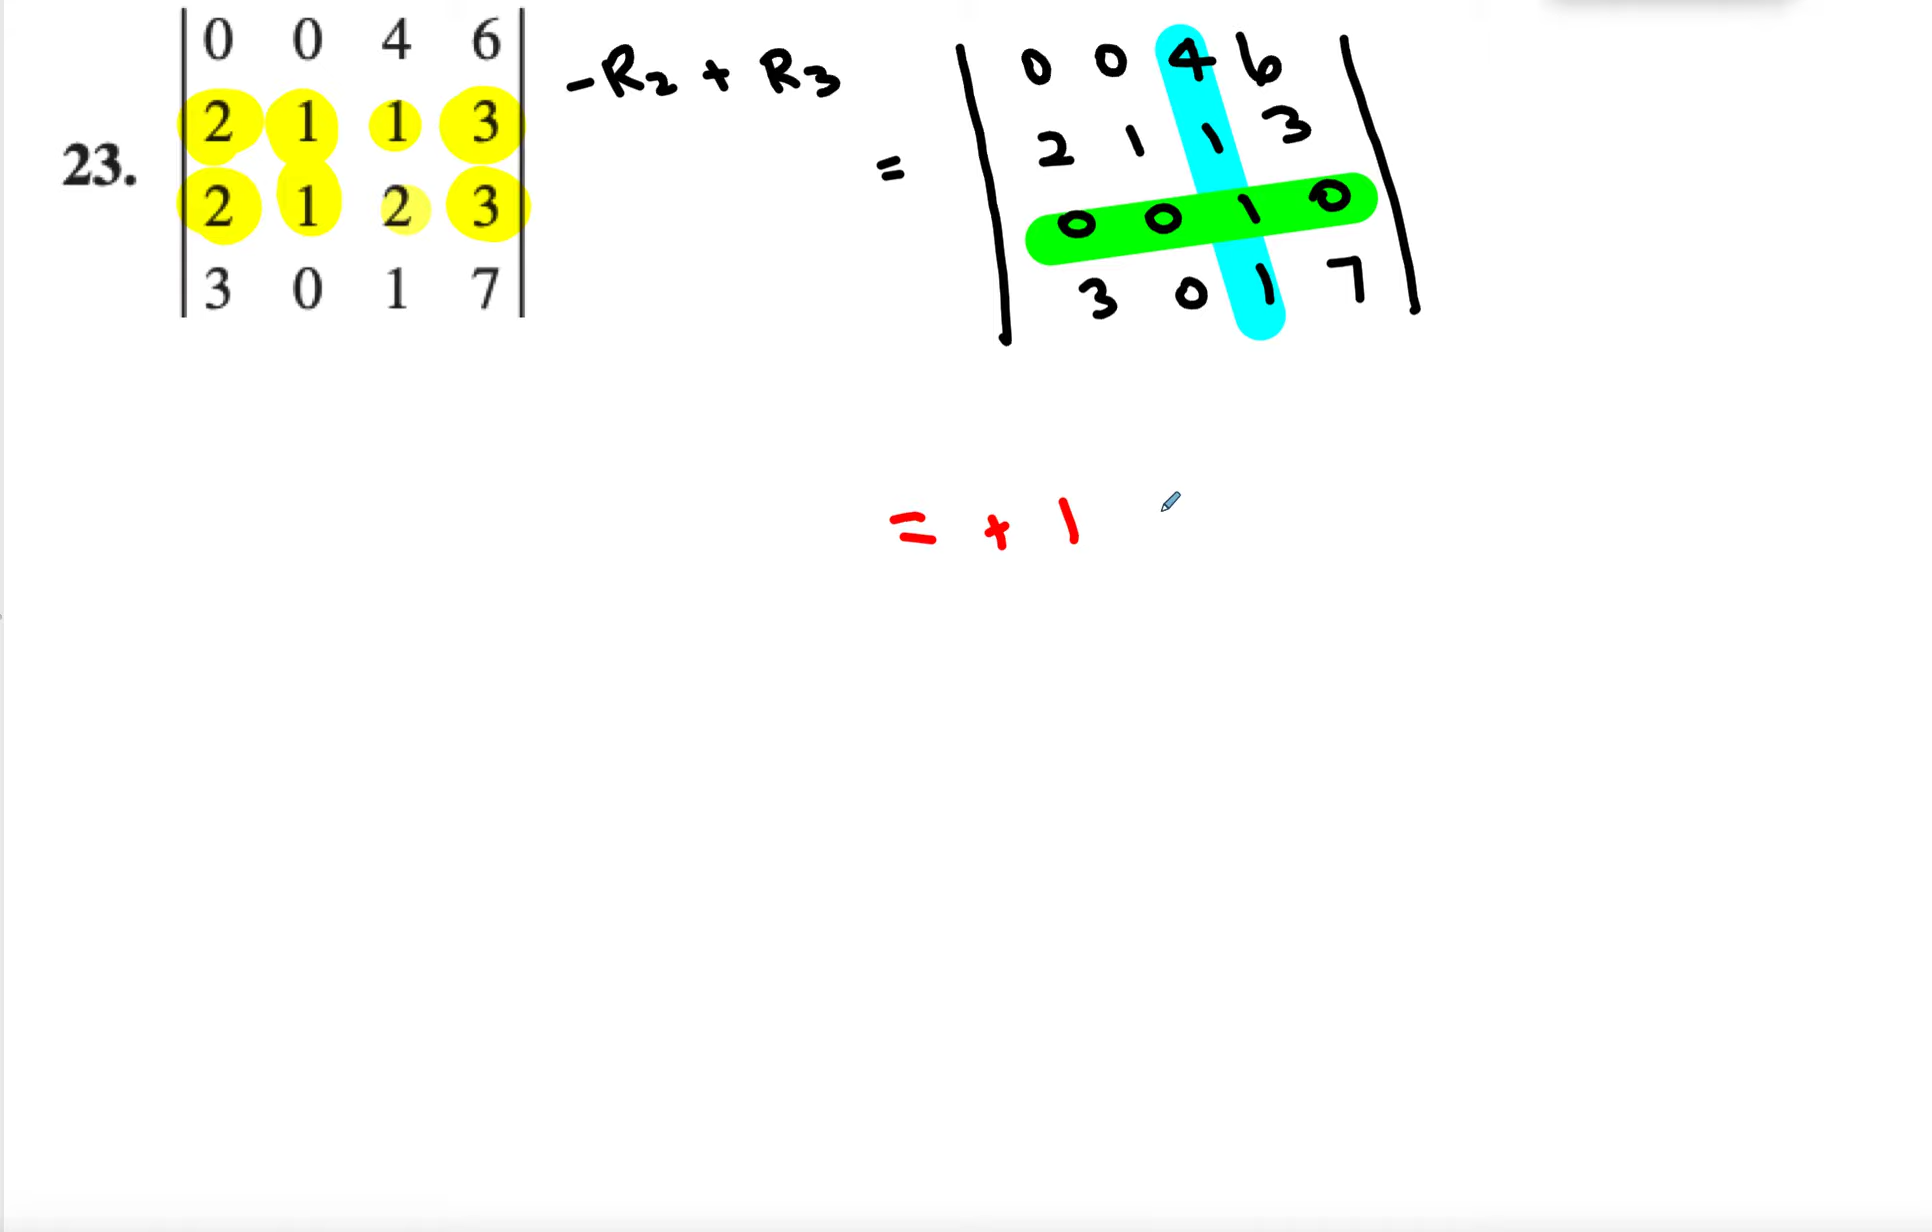 23.
0 0 4 6
2 1 1 3
2 1 2 3
3 0 1 7
-R2 + R3
=
0 0 4 6
2 1 1 3
0 0 1 0
3 0 1 7
= + 1